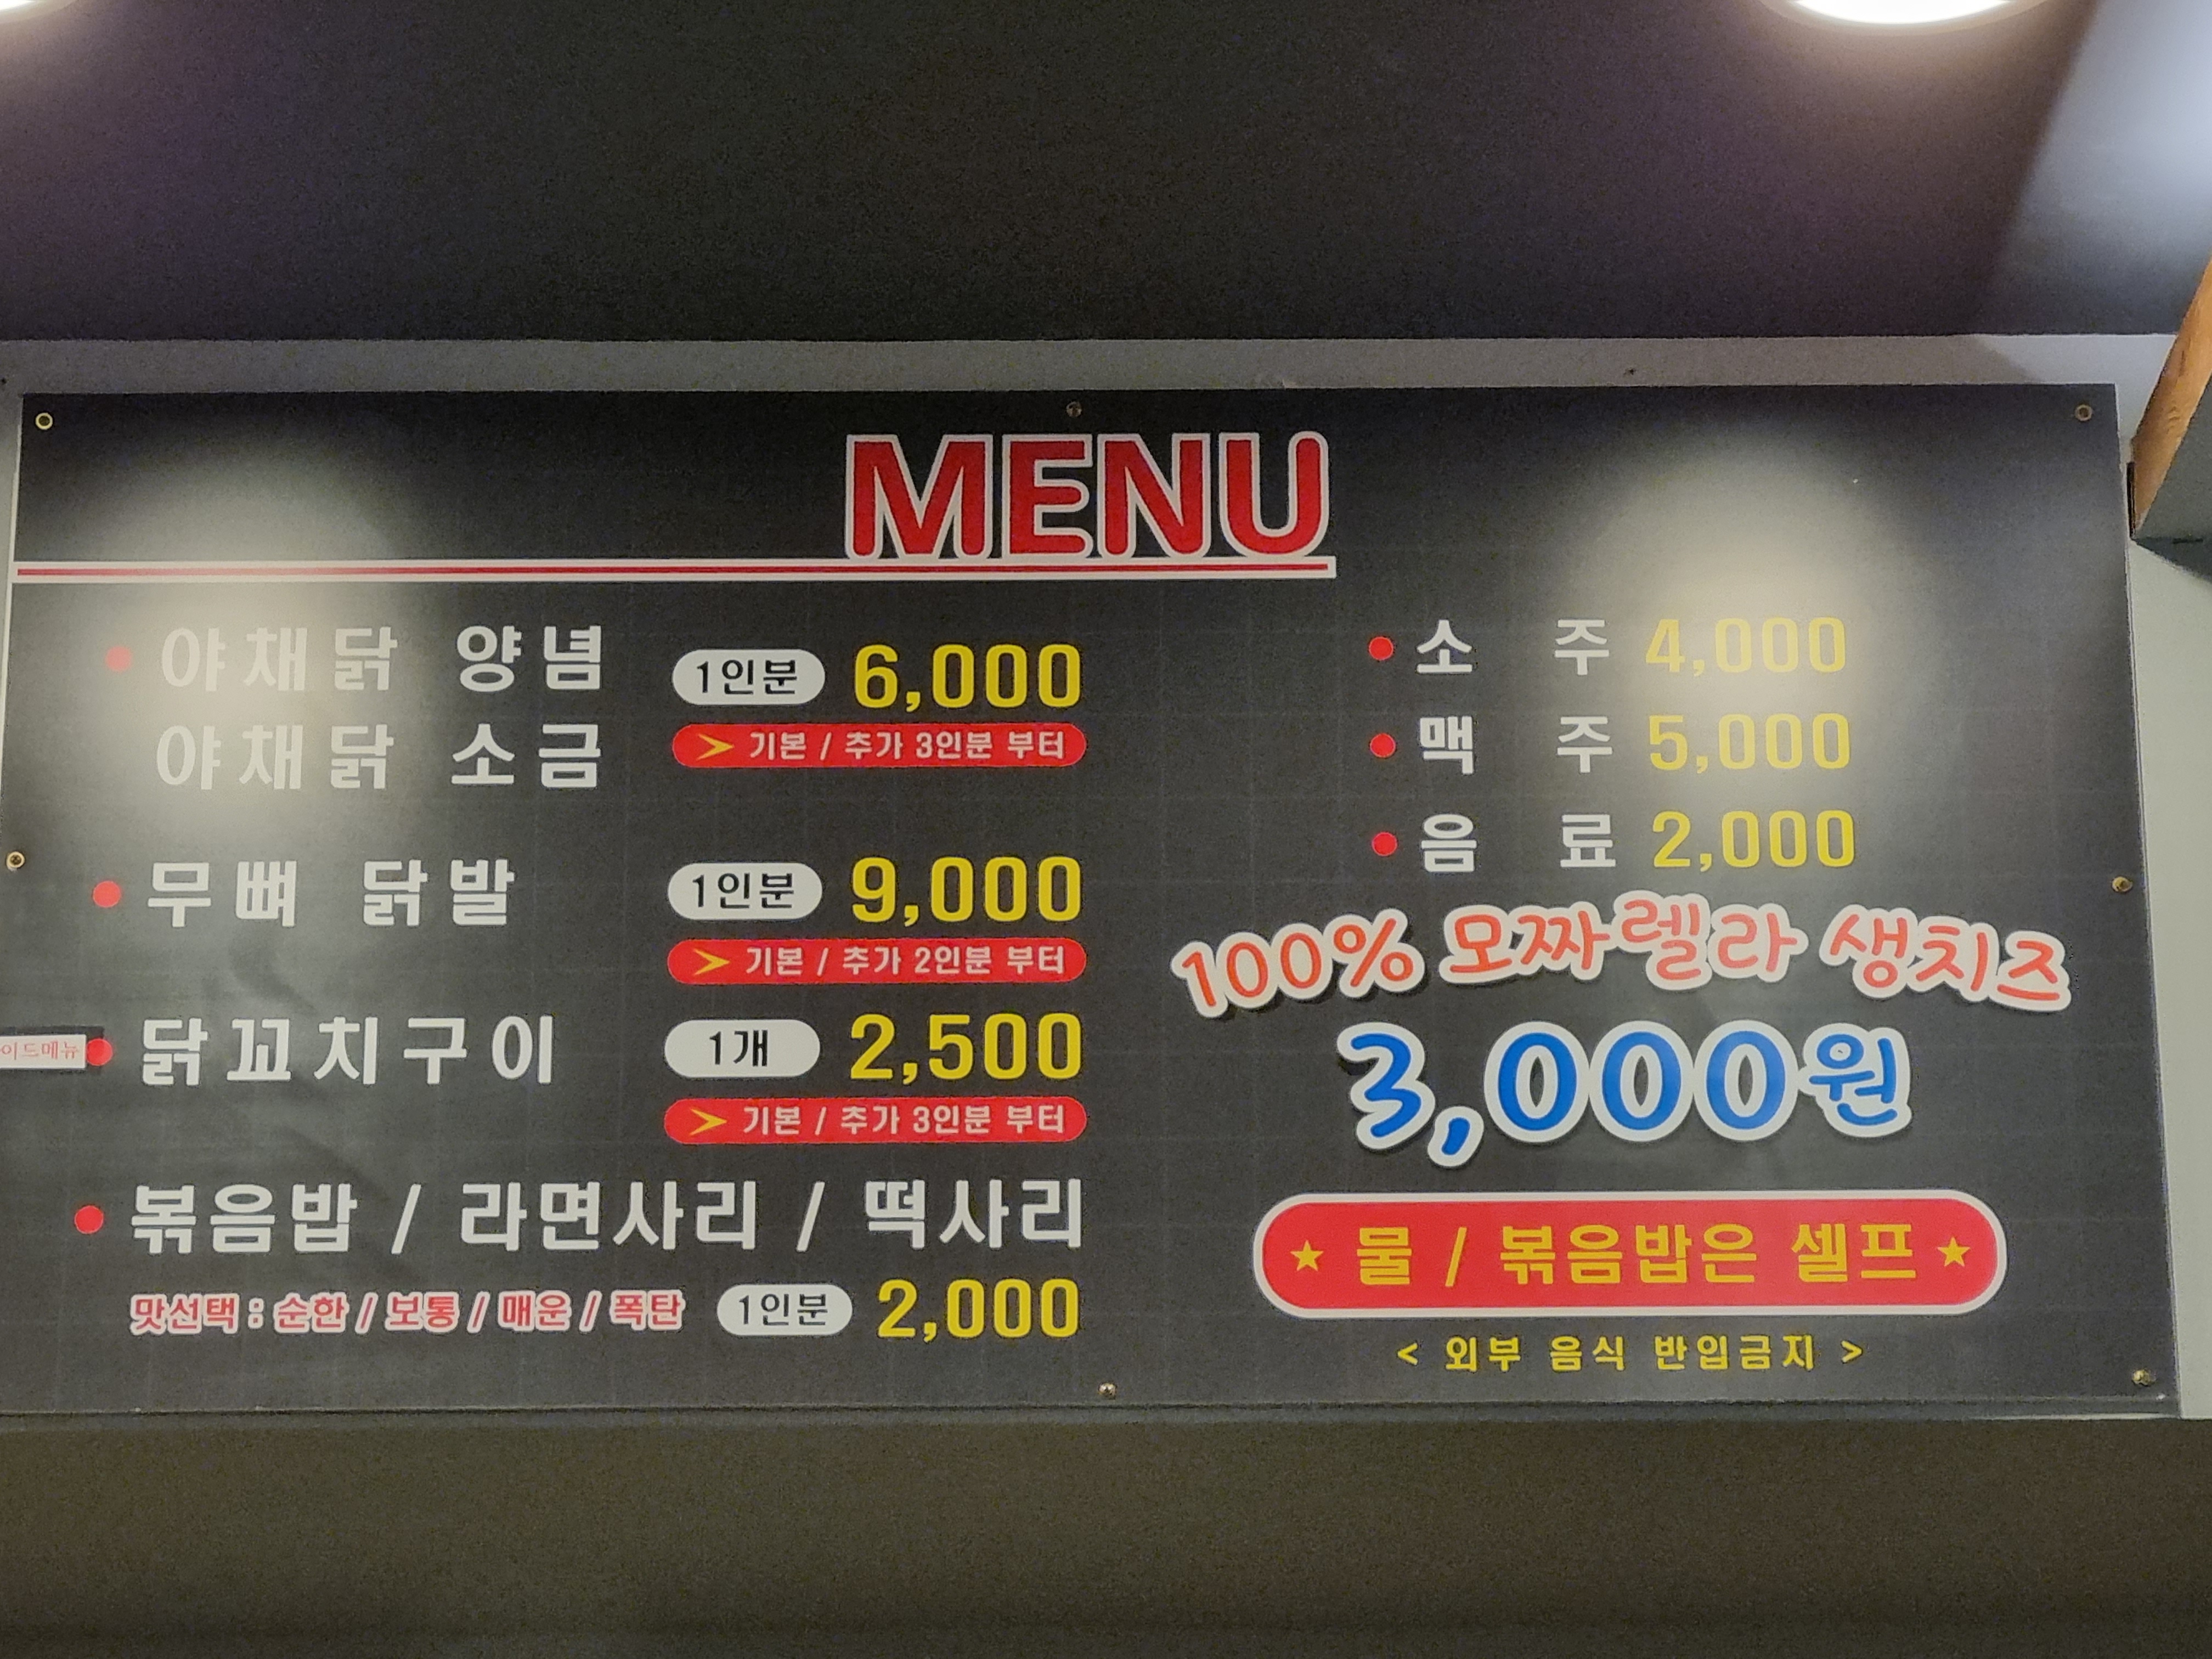 MENU
야채닭 양념
야채닭 소금
1인분 6,000
기본 / 추가 3인분 부터
무뼈 닭발 1인분 9,000
기본 / 추가 2인분 부터
이드메뉴
닭꼬치구이 1개 2,500
기본 / 추가 3인분 부터
볶음밥 / 라면사리 / 떡사리
맛선택 : 순한 / 보통 / 매운 / 폭탄 1인분 2,000
소 주 4,000
맥 주 5,000
음 료 2,000
100% 모짜렐라 생치즈
3,000원
★ 물 / 볶음밥은 셀프 ★
< 외부 음식 반입금지 >